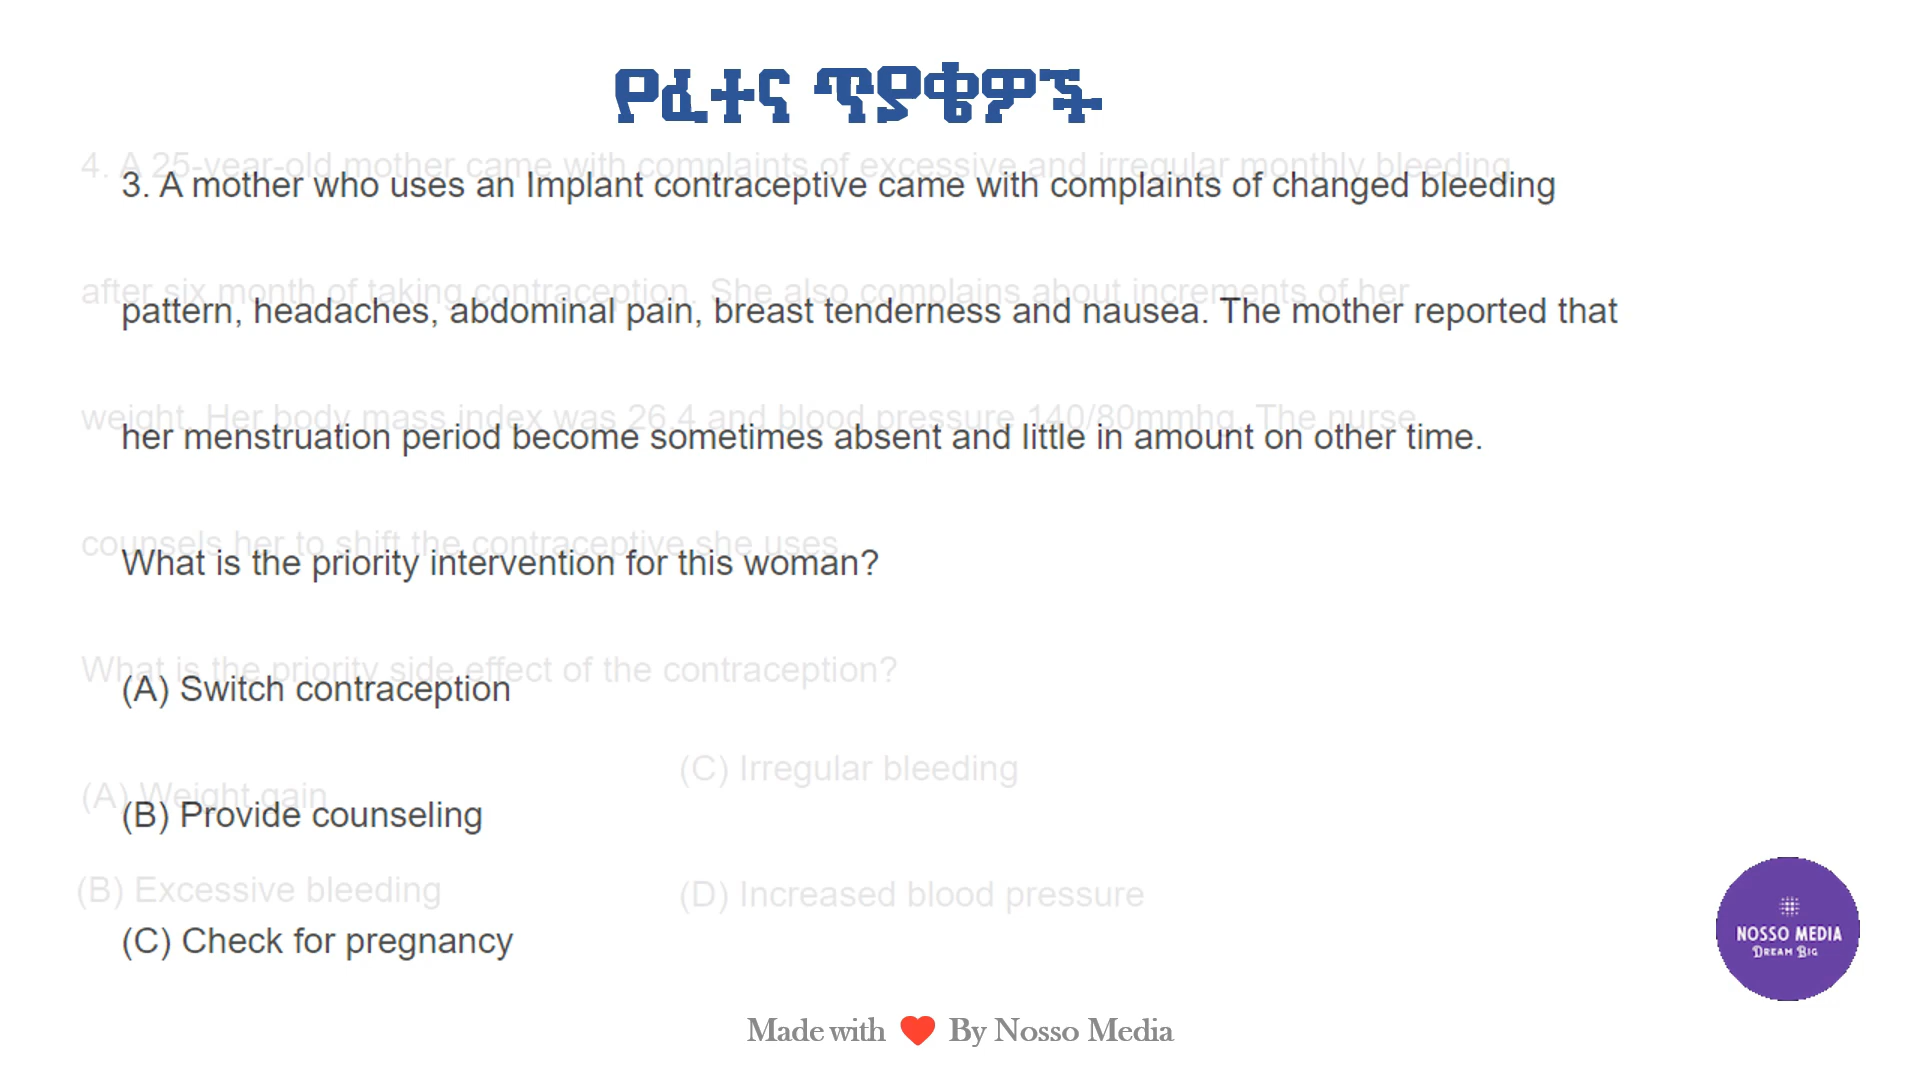 የፈተና ጥያቄዎች
3. A mother who uses an Implant contraceptive came with complaints of changed bleeding
pattern, headaches, abdominal pain, breast tenderness and nausea. The mother reported that
her menstruation period become sometimes absent and little in amount on other time.
What is the priority intervention for this woman?
(A) Switch contraception
(B) Provide counseling
(C) Check for pregnancy
4. A 25-year-old mother came with complaints of excessive and irregular monthly bleeding
after six month of taking contraception. She also complains about increments of her
weight. Her body mass index was 26.4 and blood pressure 140/80mmhg. The nurse
counsels her to shift the contraceptive she uses.
What is the priority side effect of the contraception?
(A) Weight gain
(B) Excessive bleeding
(C) Irregular bleeding
(D) Increased blood pressure
NOSSO MEDIA
DREAM BIG
Made with ❤ By Nosso Media